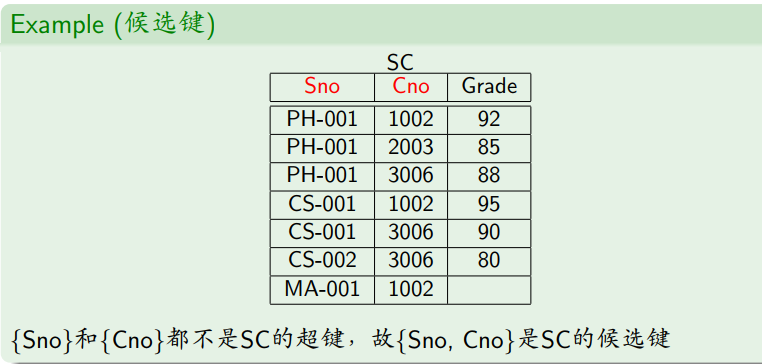 Example (候选键)
SC
Sno Cno Grade
PH-001 1002 92
PH-001 2003 85
PH-001 3006 88
CS-001 1002 95
CS-001 3006 90
CS-002 3006 80
MA-001 1002
{Sno}和{Cno}都不是SC的超键，故{Sno, Cno}是SC的候选键